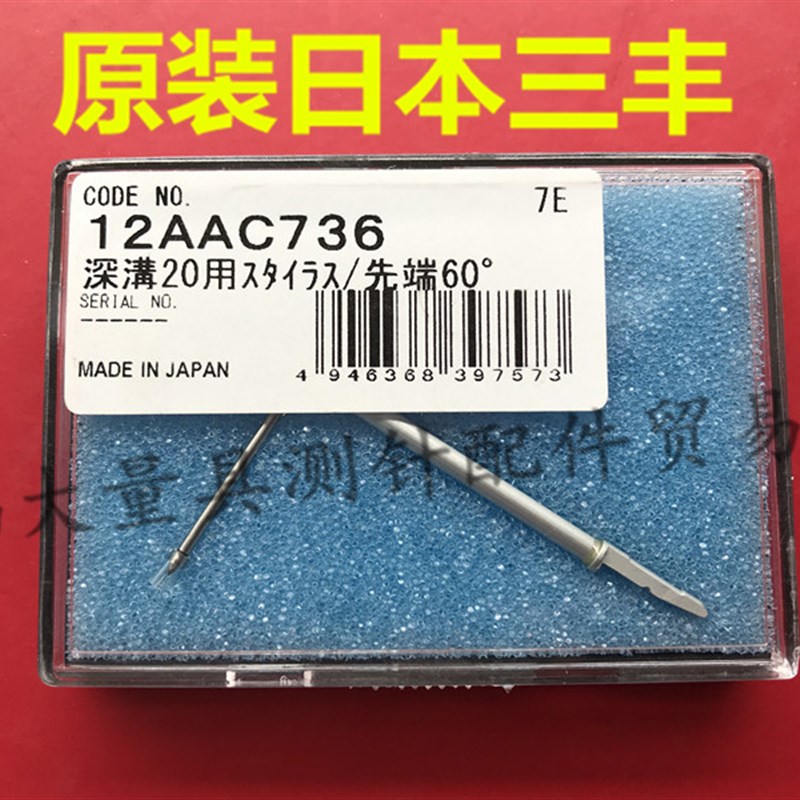 原装日本三丰
CODE NO.
7E
12AAC736
深溝20用ｽﾀｲﾗｽ/先端60°
SERIAL NO.
------
MADE IN JAPAN
4 946368 397573
大量具测针配件贸易